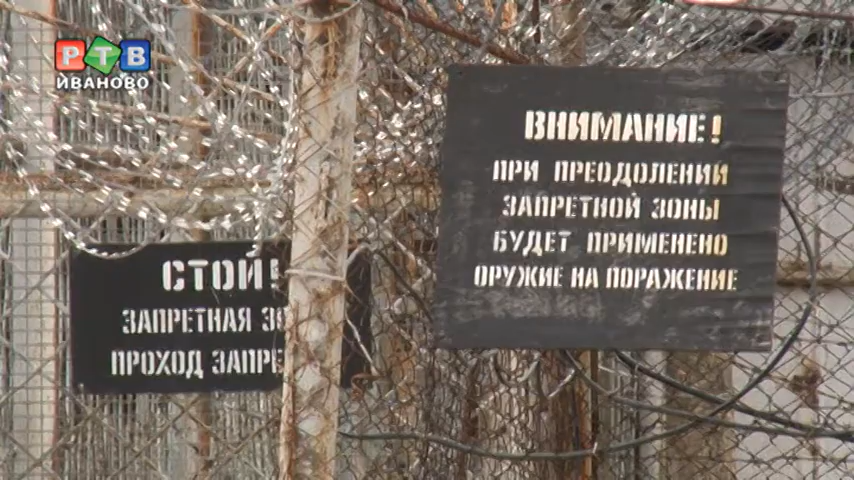 РТВ
ИВАНОВО
ВНИМАНИЕ!
ПРИ ПРЕОДОЛЕНИИ
ЗАПРЕТНОЙ ЗОНЫ
БУДЕТ ПРИМЕНЕНО
ОРУЖИЕ НА ПОРАЖЕНИЕ
СТОЙ!
ЗАПРЕТНАЯ
ПРОХОД